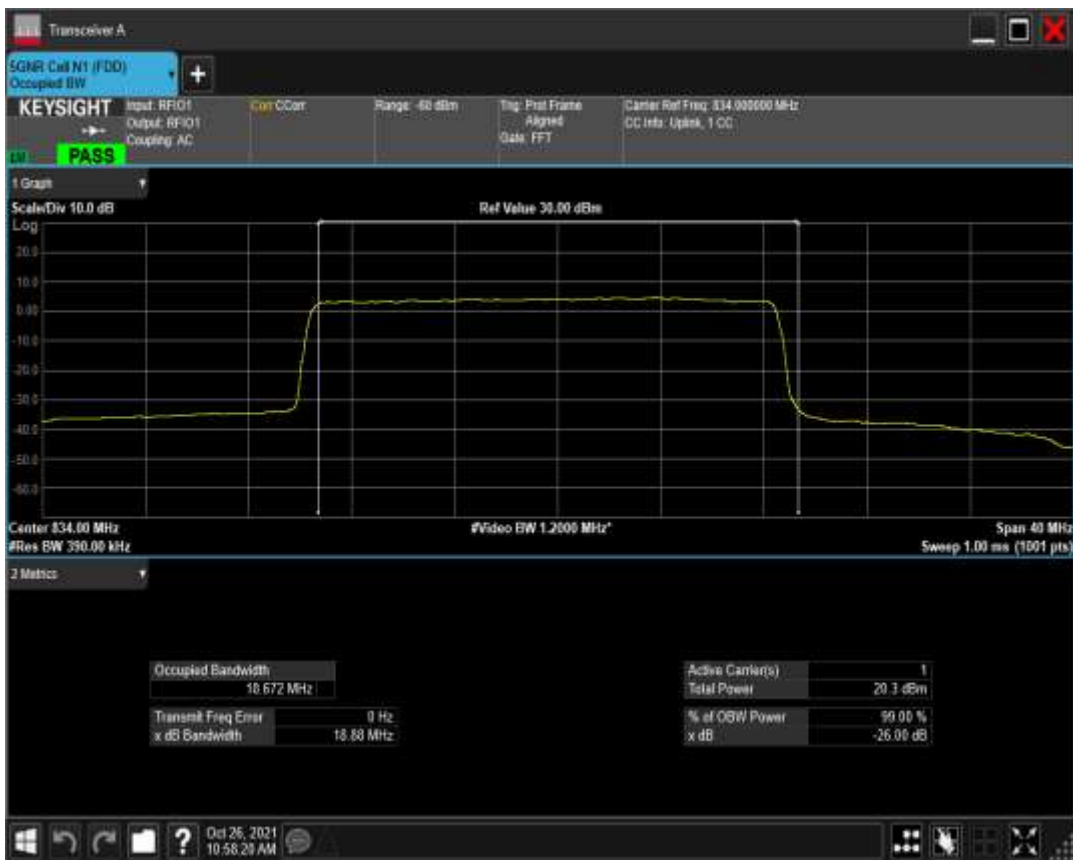 Transceiver A
5GNR Cell N1 (FDD)
Occupied BW
+
KEYSIGHT
Input: RFIO1
Output: RFIO1
Coupling: AC
Corr CCorr
Range: -60 dBm
Trig: Prot Frame
Aligned
Gate: FFT
Carrier Ref Freq: 834.000000 MHz
CC Info: Uplink, 1 CC
PASS
1 Graph
Scale/Div 10.0 dB
Ref Value 30.00 dBm
Log
20.0
10.0
0.00
-10.0
-20.0
-30.0
-40.0
-50.0
-60.0
Center 834.00 MHz
#Video BW 1.2000 MHz*
Span 40 MHz
#Res BW 390.00 kHz
Sweep 1.00 ms (1001 pts)
2 Metrics
Occupied Bandwidth
18.672 MHz
Transmit Freq Error 0 Hz
x dB Bandwidth 18.88 MHz
Active Carrier(s) 1
Total Power 20.3 dBm
% of OBW Power 99.00 %
x dB -26.00 dB
?
Oct 26, 2021
10:58:20 AM